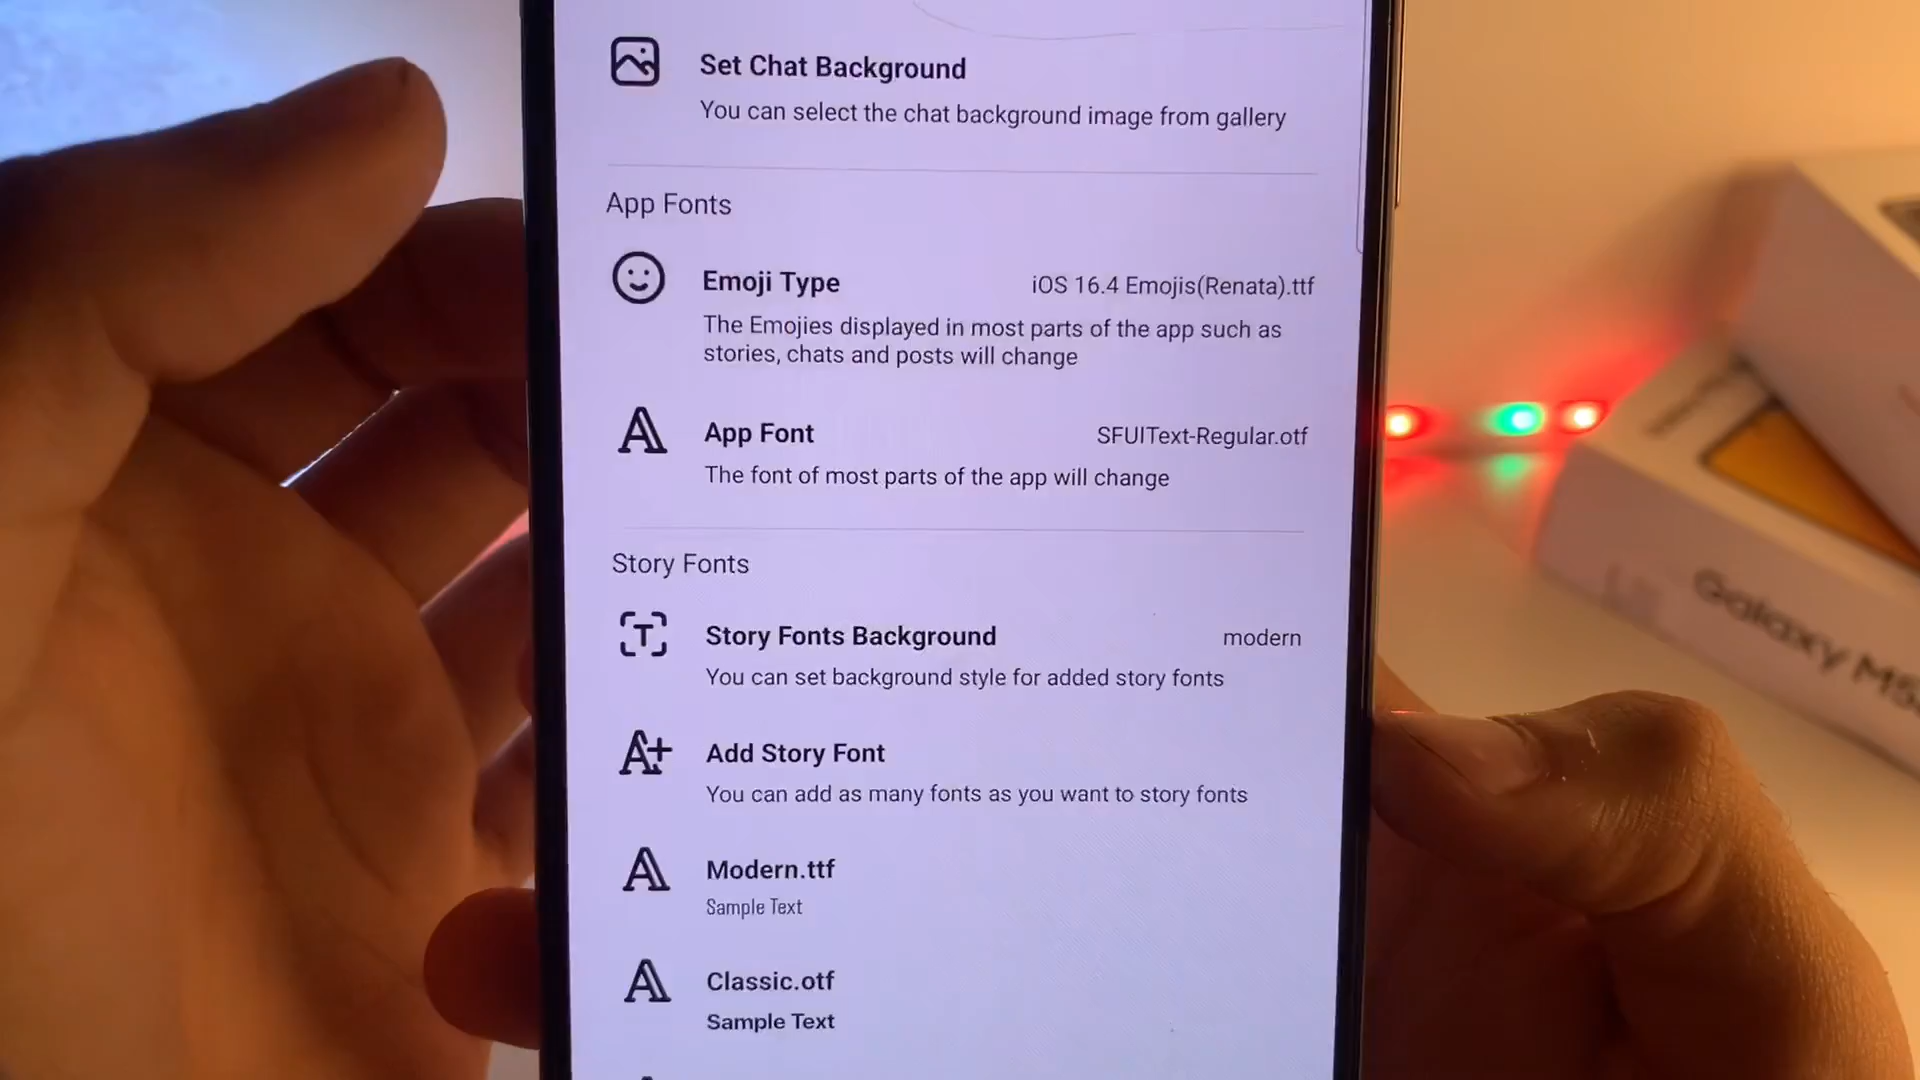 Set Chat Background
You can select the chat background image from gallery
App Fonts
Emoji Type
iOS 16.4 Emojis(Renata).ttf
The Emojies displayed in most parts of the app such as
stories, chats and posts will change
App Font
SFUIText-Regular.otf
The font of most parts of the app will change
Story Fonts
Story Fonts Background
modern
You can set background style for added story fonts
Add Story Font
You can add as many fonts as you want to story fonts
Modern.ttf
Sample Text
Classic.otf
Sample Text
Galaxy